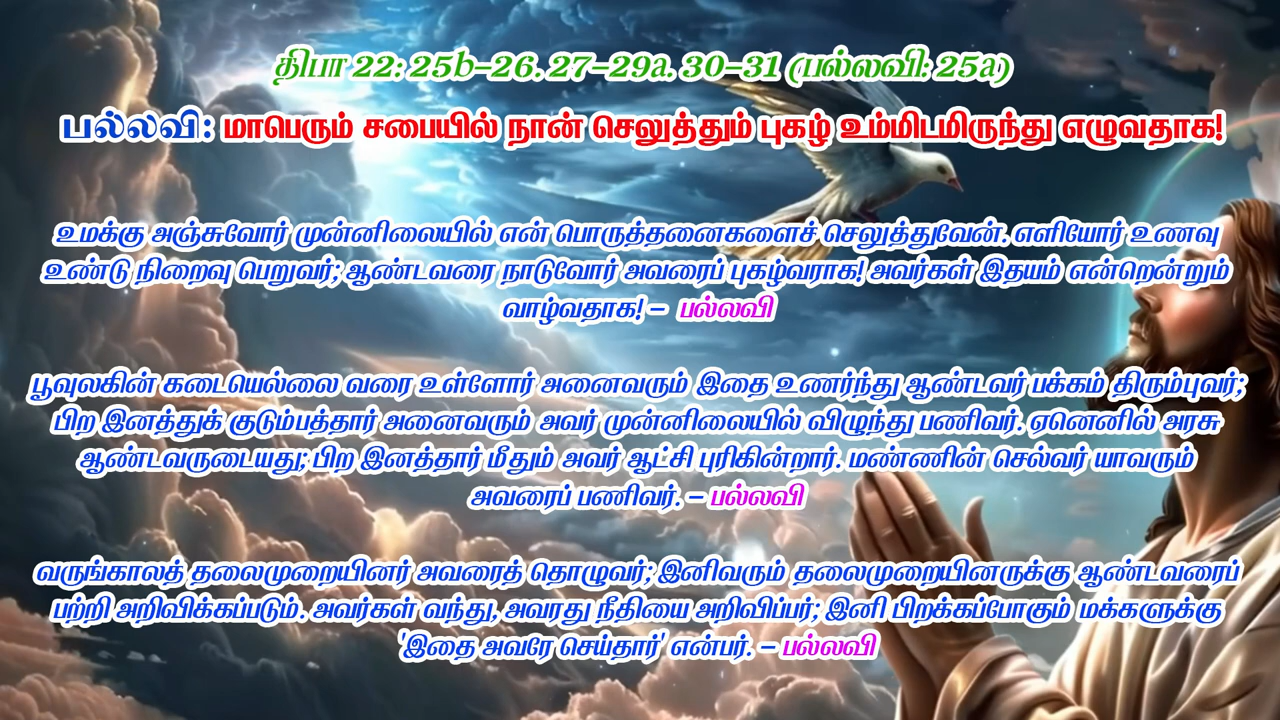 திபா 22: 25b-26. 27-29a. 30-31 (பல்லவி: 25a)
பல்லவி: மாபெரும் சபையில் நான் செலுத்தும் புகழ் உம்மிடமிருந்து எழுவதாக!
உமக்கு அஞ்சுவோர் முன்னிலையில் என் பொருத்தனைகளைச் செலுத்துவேன். எளியோர் உணவு
உண்டு நிறைவு பெறுவர்; ஆண்டவரை நாடுவோர் அவரைப் புகழ்வராக! அவர்கள் இதயம் என்றென்றும்
வாழ்வதாக! – பல்லவி
பூவுலகின் கடையெல்லை வரை உள்ளோர் அனைவரும் இதை உணர்ந்து ஆண்டவர் பக்கம் திரும்புவர்;
பிற இனத்துக் குடும்பத்தார் அனைவரும் அவர் முன்னிலையில் விழுந்து பணிவர். ஏனெனில் அரசு
ஆண்டவருடையது; பிற இனத்தார் மீதும் அவர் ஆட்சி புரிகின்றார். மண்ணின் செல்வர் யாவரும்
அவரைப் பணிவர். – பல்லவி
வருங்காலத் தலைமுறையினர் அவரைத் தொழுவர்; இனிவரும் தலைமுறையினருக்கு ஆண்டவரைப்
பற்றி அறிவிக்கப்படும். அவர்கள் வந்து, அவரது நீதியை அறிவிப்பர்; இனி பிறக்கப்போகும் மக்களுக்கு
'இதை அவரே செய்தார்' என்பர். – பல்லவி